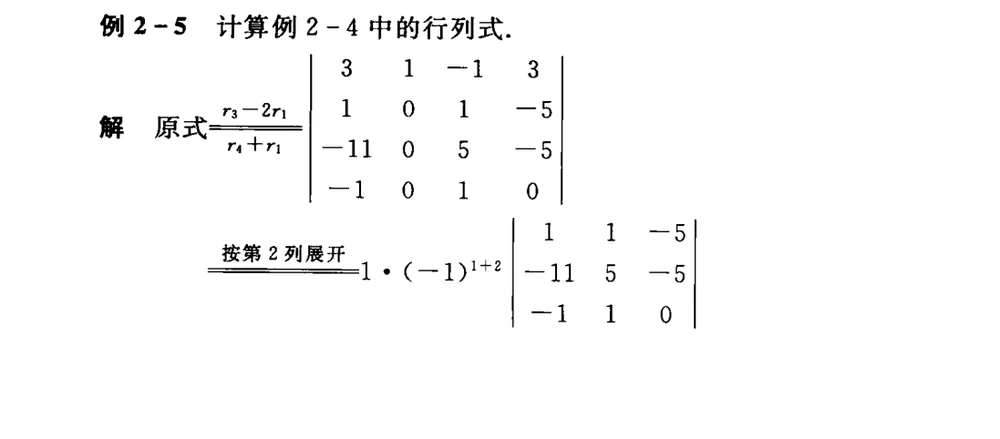 例 2-5 计算例 2-4 中的行列式.
解 原式 r₃-2r₁ r₄+r₁ =
3 1 -1 3
1 0 1 -5
-11 0 5 -5
-1 0 1 0
按第 2 列展开 = 1·(-1)¹⁺²
1 1 -5
-11 5 -5
-1 1 0